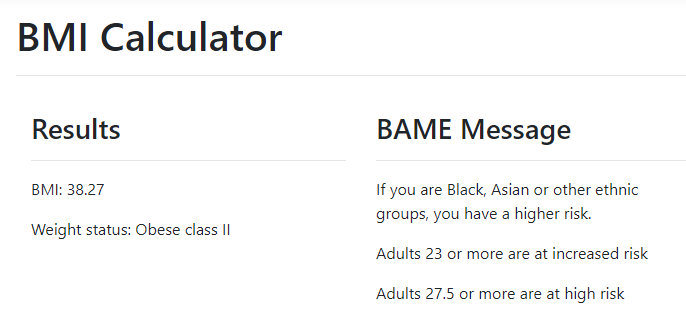 BMI Calculator
Results
BMI: 38.27
Weight status: Obese class II
BAME Message
If you are Black, Asian or other ethnic
groups, you have a higher risk.
Adults 23 or more are at increased risk
Adults 27.5 or more are at high risk